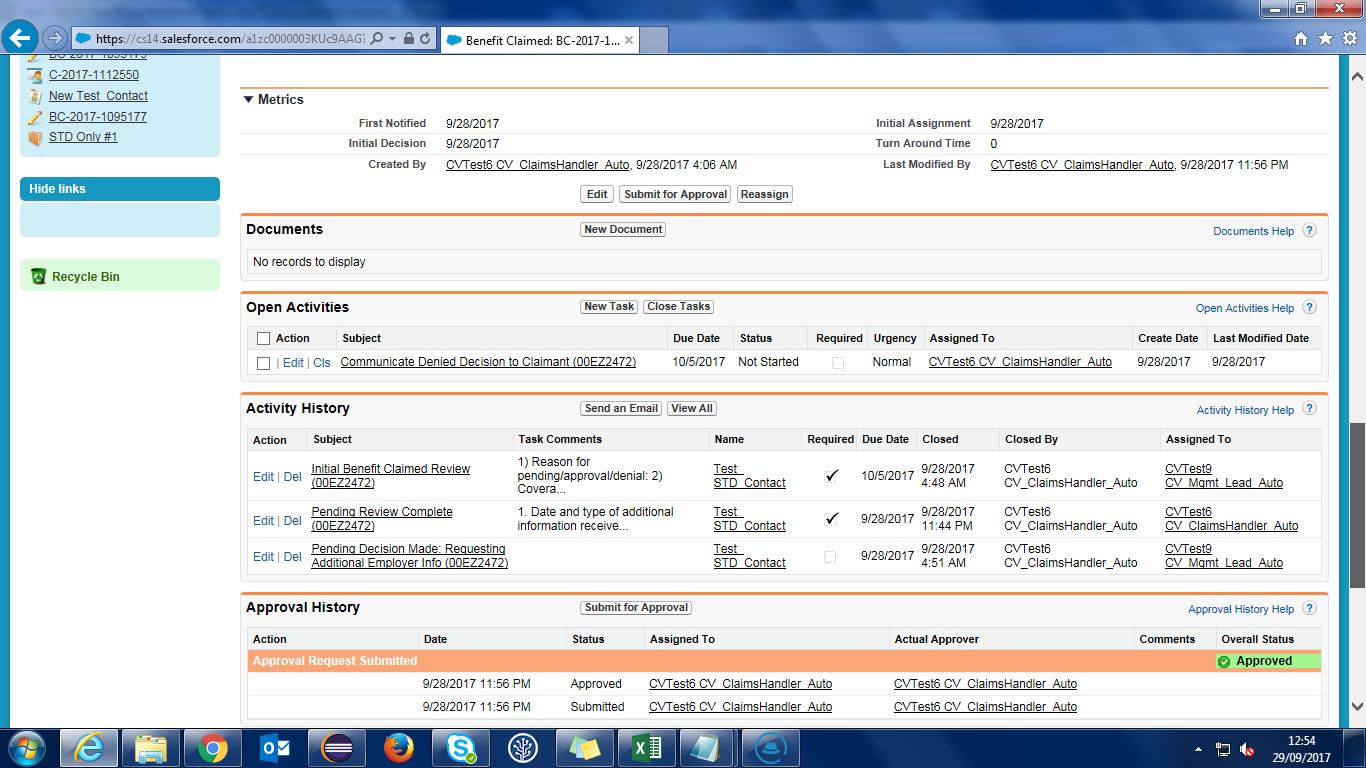 https://cs14.salesforce.com/a1zc0000003KUc9AAG
Benefit Claimed: BC-2017-1...
C-2017-1112550
New Test_Contact
BC-2017-1095177
STD Only #1
Hide links
Recycle Bin
Metrics
First Notified 9/28/2017 Initial Assignment 9/28/2017
Initial Decision 9/28/2017 Turn Around Time 0
Created By CVTest6 CV_ClaimsHandler_Auto, 9/28/2017 4:06 AM Last Modified By CVTest6 CV_ClaimsHandler_Auto, 9/28/2017 11:56 PM
Edit Submit for Approval Reassign
Documents New Document Documents Help ?
No records to display
Open Activities New Task Close Tasks Open Activities Help ?
Action Subject Due Date Status Required Urgency Assigned To Create Date Last Modified Date
| Edit | Cls Communicate Denied Decision to Claimant (00EZ2472) 10/5/2017 Not Started Normal CVTest6 CV_ClaimsHandler_Auto 9/28/2017 9/28/2017
Activity History Send an Email View All Activity History Help ?
Action Subject Task Comments Name Required Due Date Closed Closed By Assigned To
Edit | Del Initial Benefit Claimed Review (00EZ2472) 1) Reason for pending/approval/denial: 2) Covera... Test_ STD_Contact 10/5/2017 9/28/2017 4:48 AM CVTest6 CV_ClaimsHandler_Auto CVTest9 CV_Mgmt_Lead_Auto
Edit | Del Pending Review Complete (00EZ2472) 1. Date and type of additional information receive... Test_ STD_Contact 9/28/2017 9/28/2017 11:44 PM CVTest6 CV_ClaimsHandler_Auto CVTest6 CV_ClaimsHandler_Auto
Edit | Del Pending Decision Made: Requesting Additional Employer Info (00EZ2472) Test_ STD_Contact 9/28/2017 9/28/2017 4:51 AM CVTest6 CV_ClaimsHandler_Auto CVTest9 CV_Mgmt_Lead_Auto
Approval History Submit for Approval Approval History Help ?
Action Date Status Assigned To Actual Approver Comments Overall Status
Approval Request Submitted Approved
9/28/2017 11:56 PM Approved CVTest6 CV_ClaimsHandler_Auto CVTest6 CV_ClaimsHandler_Auto
9/28/2017 11:56 PM Submitted CVTest6 CV_ClaimsHandler_Auto CVTest6 CV_ClaimsHandler_Auto
12:54
29/09/2017